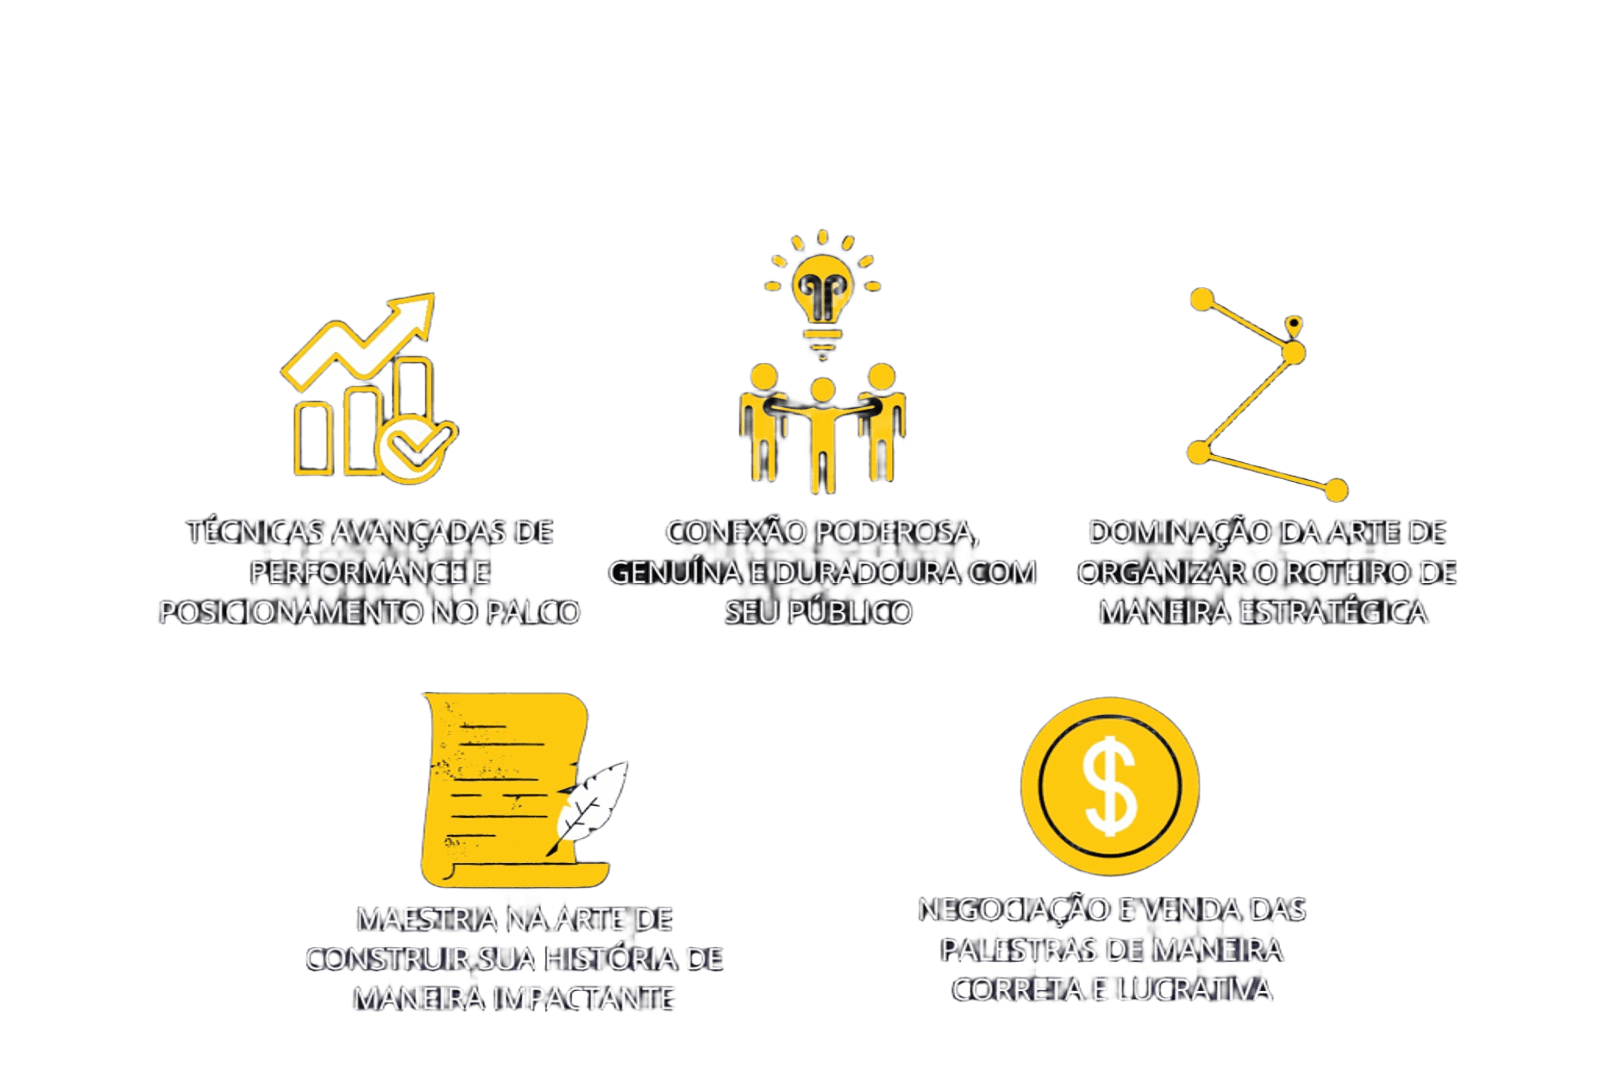 TÉCNICAS AVANÇADAS DE
PERFORMANCE E
POSICIONAMENTO NO PALCO
CONEXÃO PODEROSA,
GENUÍNA E DURADOURA COM
SEU PÚBLICO
DOMINAÇÃO DA ARTE DE
ORGANIZAR O ROTEIRO DE
MANEIRA ESTRATÉGICA
MAESTRIA NA ARTE DE
CONSTRUIR SUA HISTÓRIA DE
MANEIRA IMPACTANTE
$
NEGOCIAÇÃO E VENDA DAS
PALESTRAS DE MANEIRA
CORRETA E LUCRATIVA